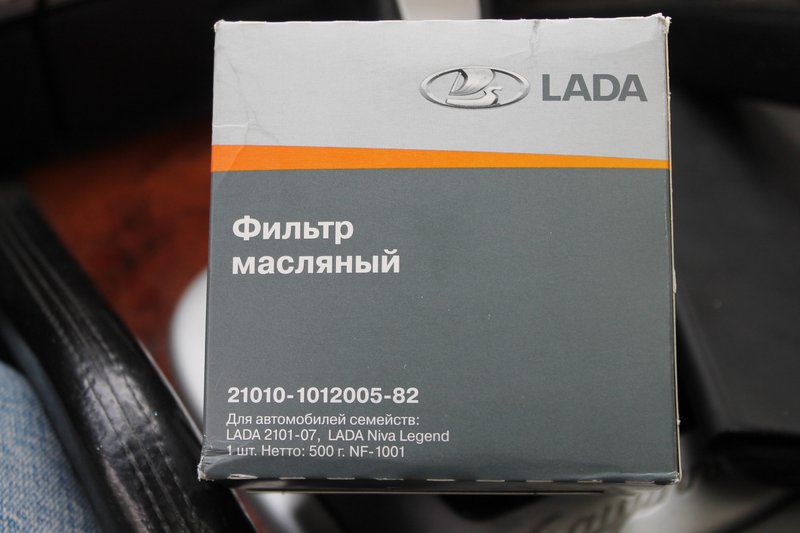 LADA
Фильтр
масляный
21010-1012005-82
Для автомобилей семейств:
LADA 2101-07, LADA Niva Legend
1 шт. Нетто: 500 г. NF-1001